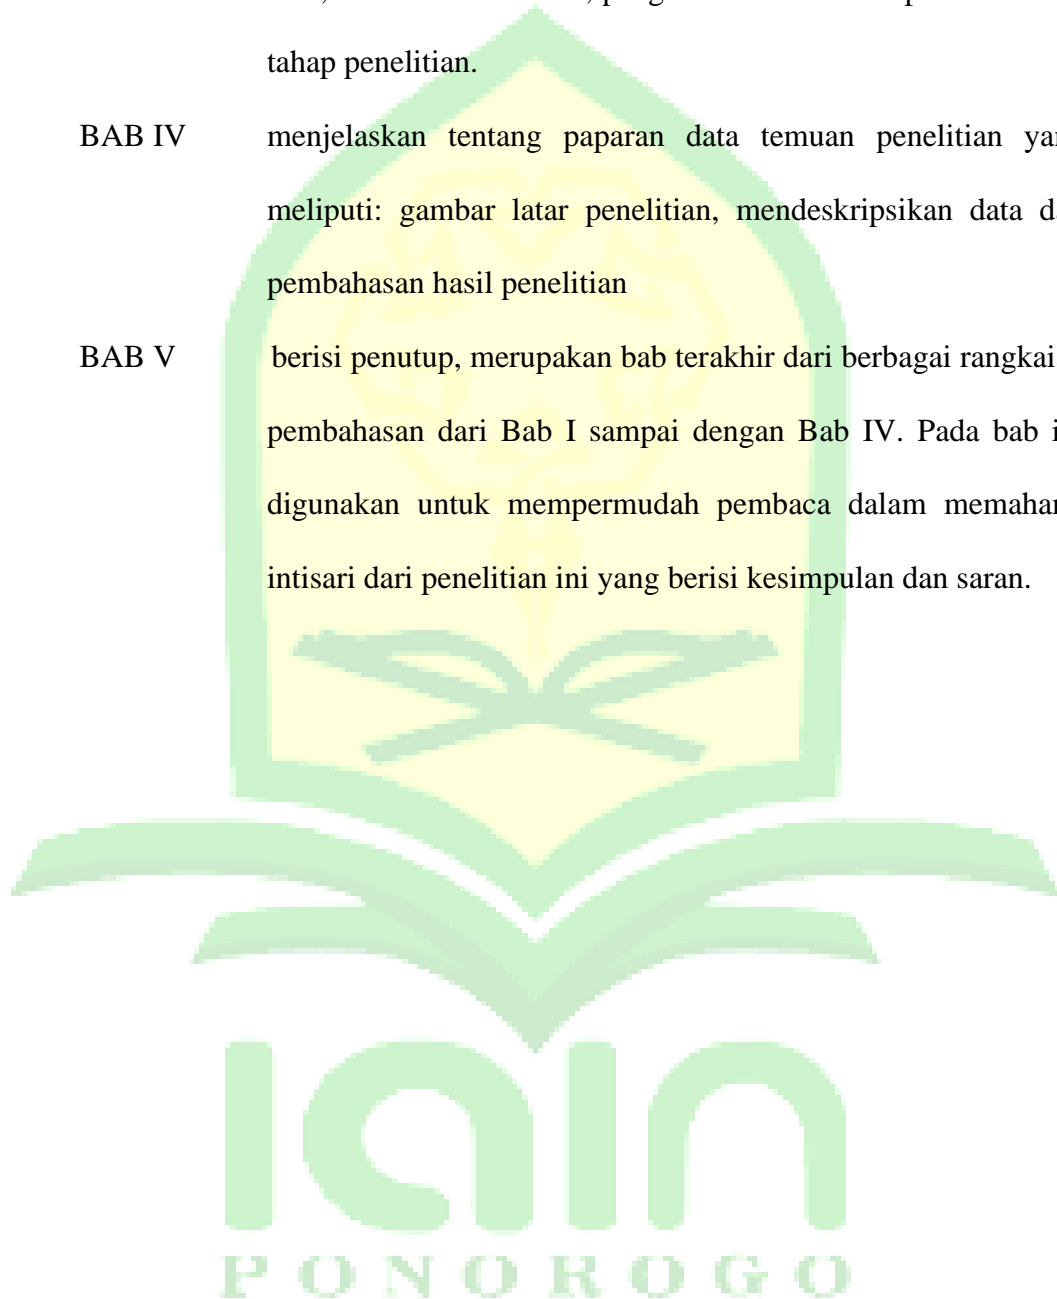 tahap penelitian.
BAB IV menjelaskan tentang paparan data temuan penelitian
meliputi: gambar latar penelitian, mendeskripsikan data
pembahasan hasil penelitian
BAB V berisi penutup, merupakan bab terakhir dari berbagai
pembahasan dari Bab I sampai dengan Bab IV. Pada bab
digunakan untuk mempermudah pembaca dalam
intisari dari penelitian ini yang berisi kesimpulan dan saran.
iain
PONOROGO